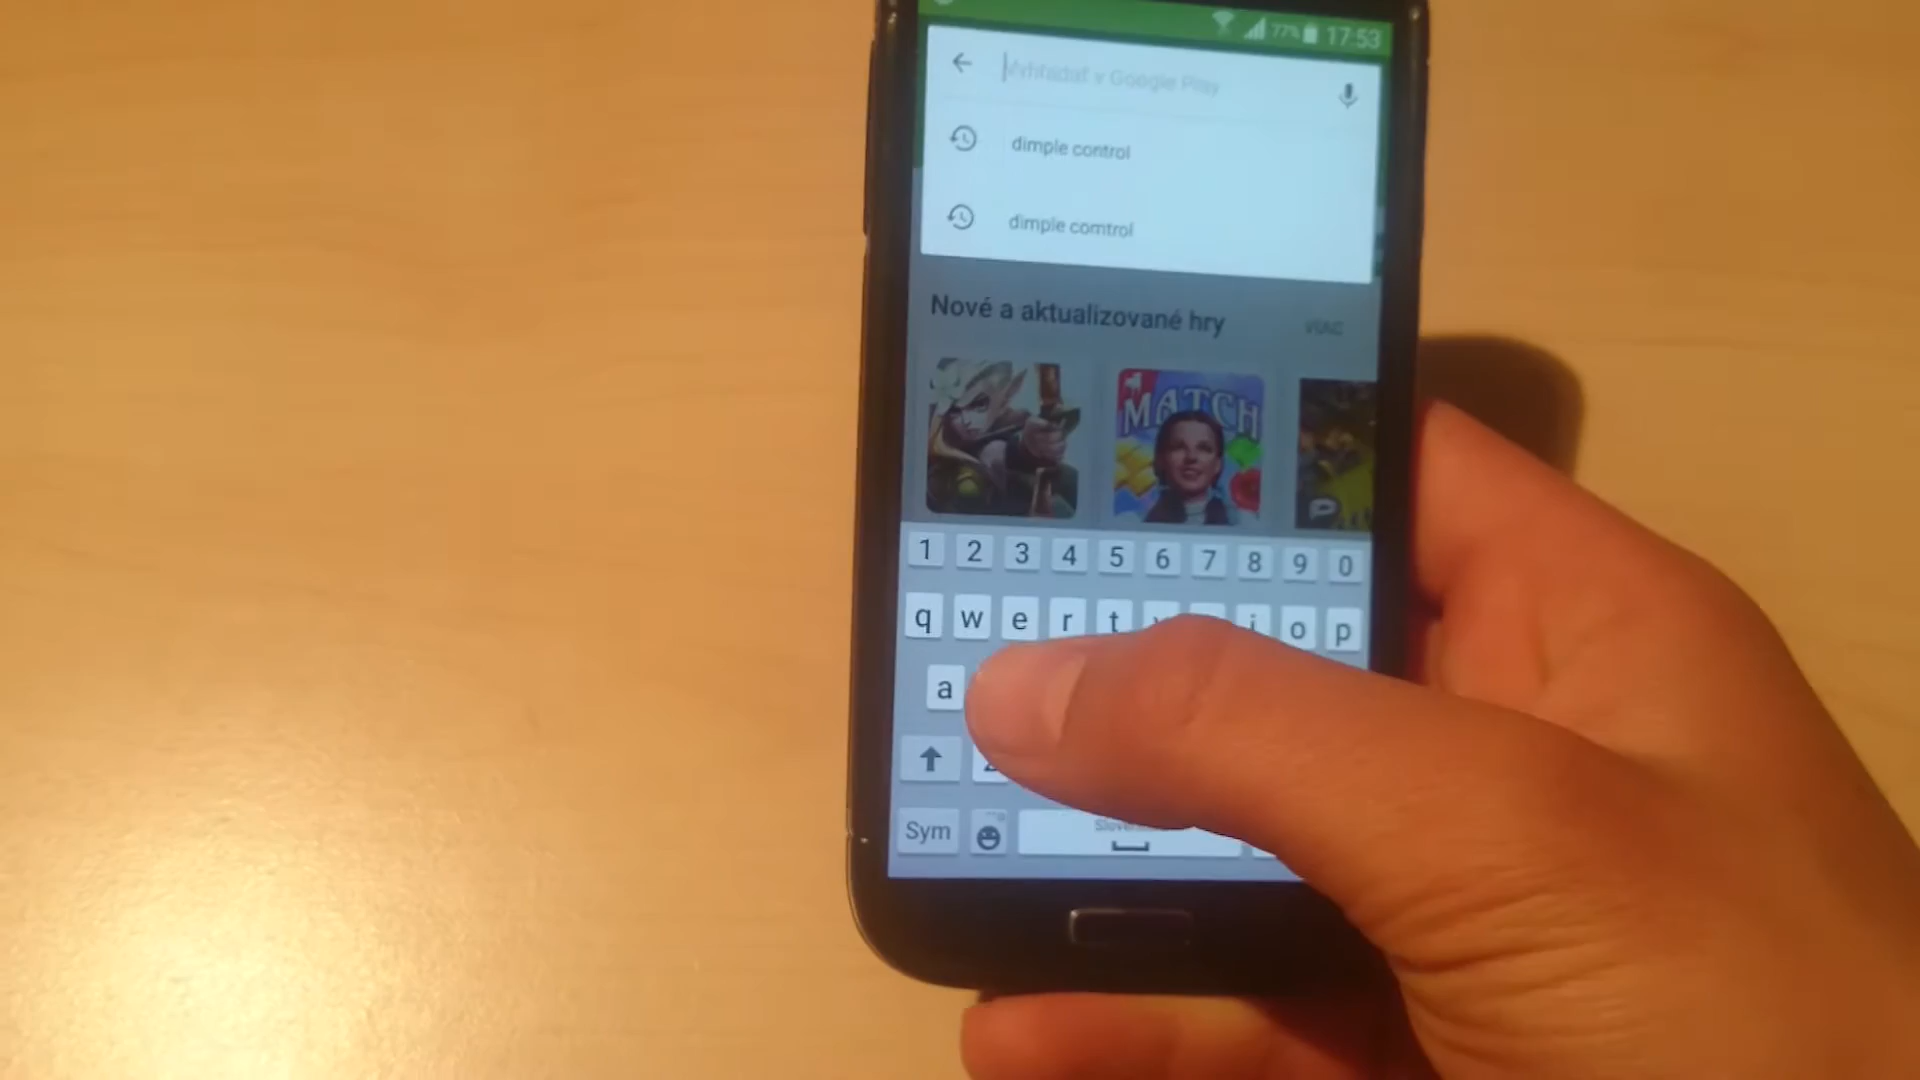 77% 17:53
Vyhľadať v Google Play
dimple control
dimple comtrol
Nové a aktualizované hry VIAC
MATCH
1 2 3 4 5 6 7 8 9 0
q w e r t i o p
a
Sym